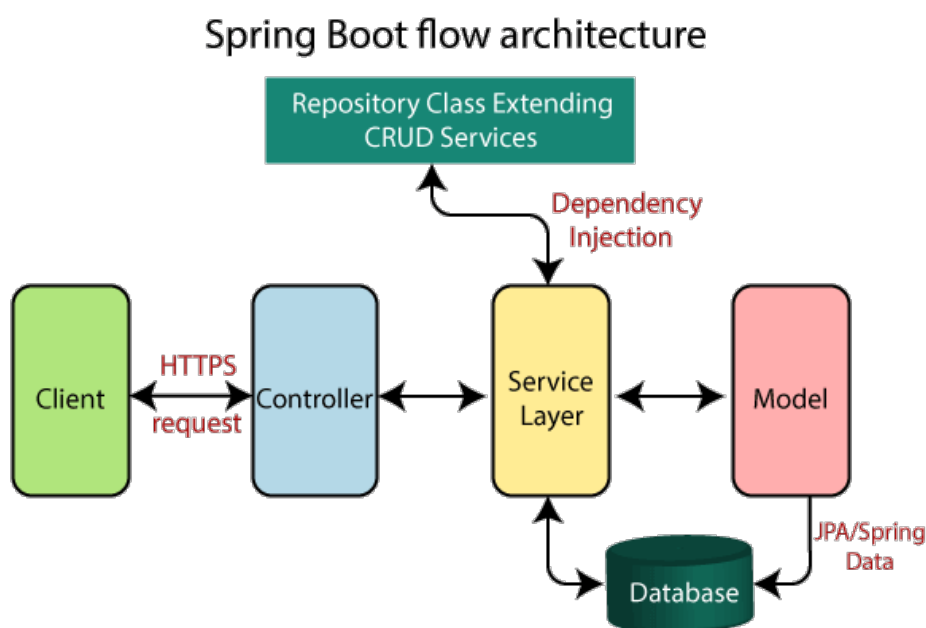 Spring Boot flow architecture
Repository Class Extending
CRUD Services
Dependency
Injection
Client
HTTPS
request
Controller
Service
Layer
Model
JPA/Spring
Data
Database